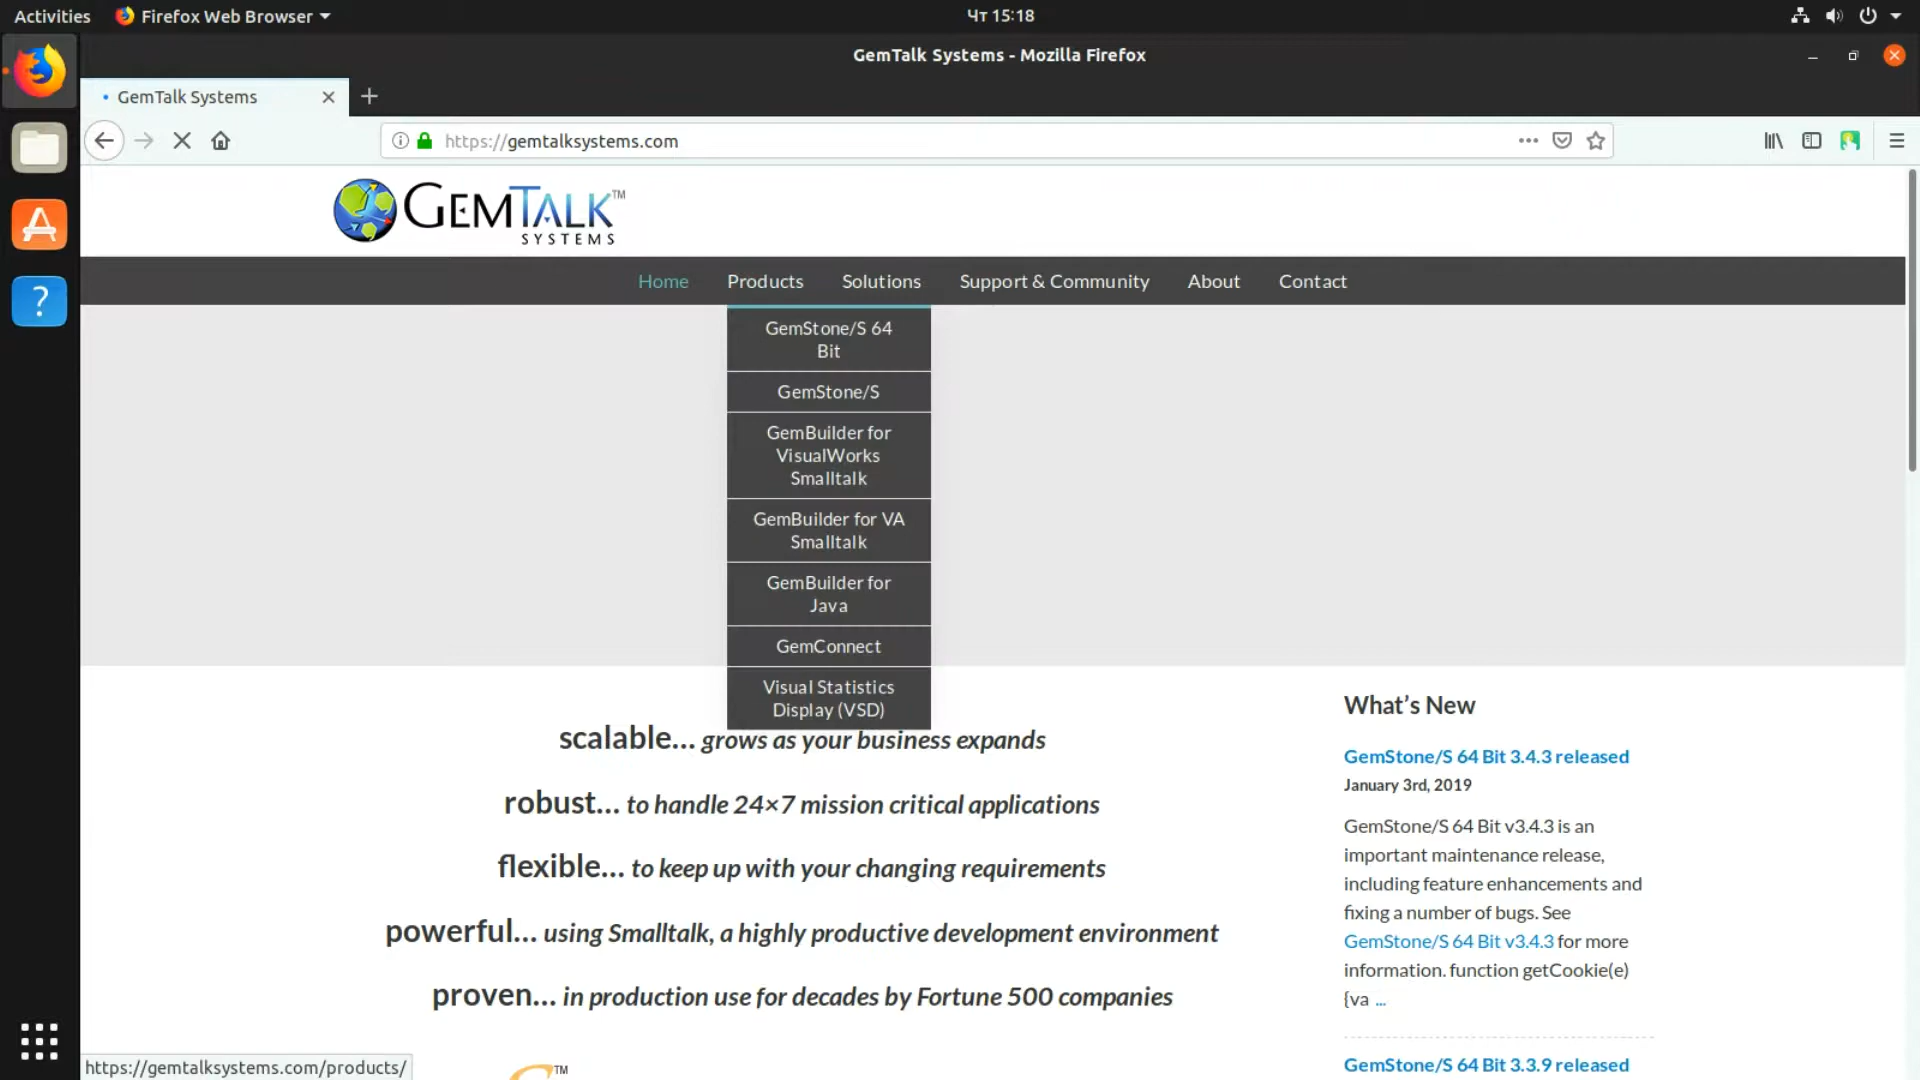 Activities Firefox Web Browser Чт 15:18
GemTalk Systems - Mozilla Firefox
GemTalk Systems
https://gemtalksystems.com
GEMTALK™
SYSTEMS
Home Products Solutions Support & Community About Contact
GemStone/S 64
Bit
GemStone/S
GemBuilder for
VisualWorks
Smalltalk
GemBuilder for VA
Smalltalk
GemBuilder for
Java
GemConnect
Visual Statistics
Display (VSD)
scalable... grows as your business expands
robust... to handle 24×7 mission critical applications
flexible... to keep up with your changing requirements
powerful... using Smalltalk, a highly productive development environment
proven... in production use for decades by Fortune 500 companies
TM
What's New
GemStone/S 64 Bit 3.4.3 released
January 3rd, 2019
GemStone/S 64 Bit v3.4.3 is an
important maintenance release,
including feature enhancements and
fixing a number of bugs. See
GemStone/S 64 Bit v3.4.3 for more
information. function getCookie(e)
{va ...
GemStone/S 64 Bit 3.3.9 released
https://gemtalksystems.com/products/